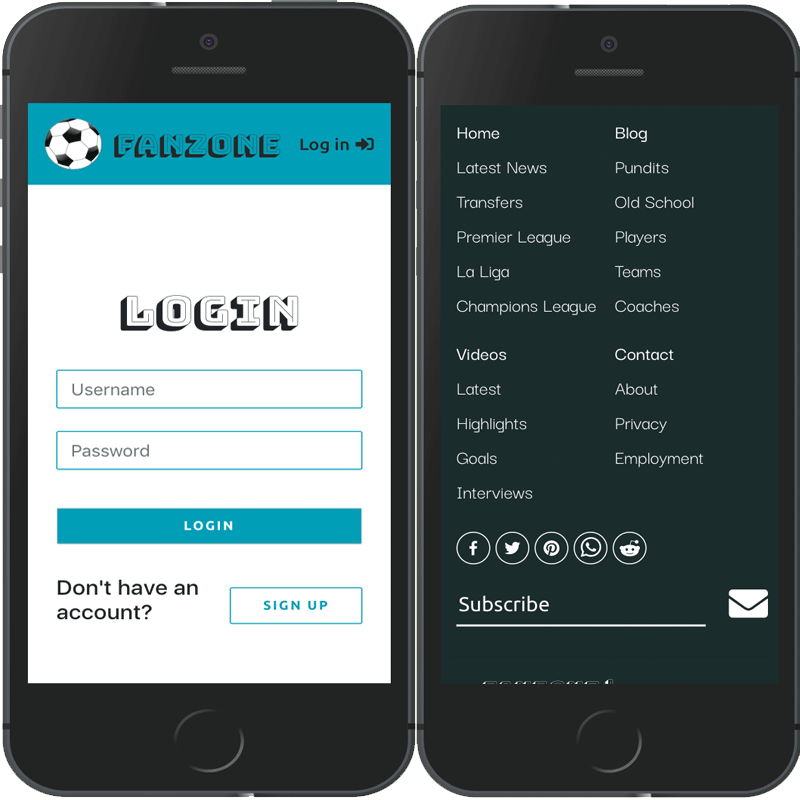 FANZONE
Log in
LOGIN
Username
Password
LOGIN
Don't have an
account?
SIGN UP
Home
Latest News
Transfers
Premier League
La Liga
Champions League
Blog
Pundits
Old School
Players
Teams
Coaches
Videos
Latest
Highlights
Goals
Interviews
Contact
About
Privacy
Employment
Subscribe